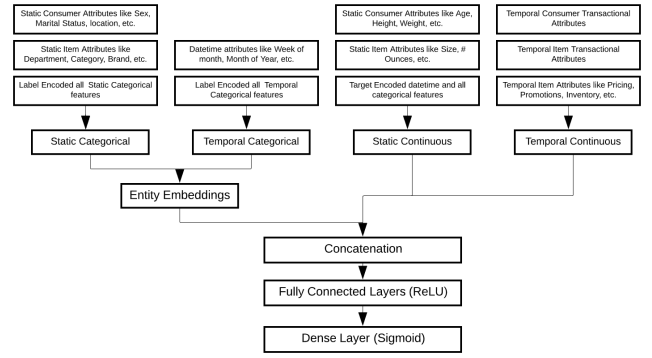 Static Consumer Attributes like Sex,
Marital Status, location, etc.
Static Item Attributes like
Department, Category, Brand, etc.
Label Encoded all  Static Categorical
features
Static Categorical
Datetime attributes like Week of
month, Month of Year, etc.
Label Encoded all  Temporal
Categorical features
Temporal Categorical
Entity Embeddings
Static Consumer Attributes like Age,
Height, Weight, etc.
Static Item Attributes like Size, #
Ounces, etc.
Target Encoded datetime and all
categorical features
Static Continuous
Temporal Consumer Transactional
Attributes
Temporal Item Transactional
Attributes
Temporal Item Attributes like Pricing,
Promotions, Inventory, etc.
Temporal Continuous
Concatenation
Fully Connected Layers (ReLU)
Dense Layer (Sigmoid)